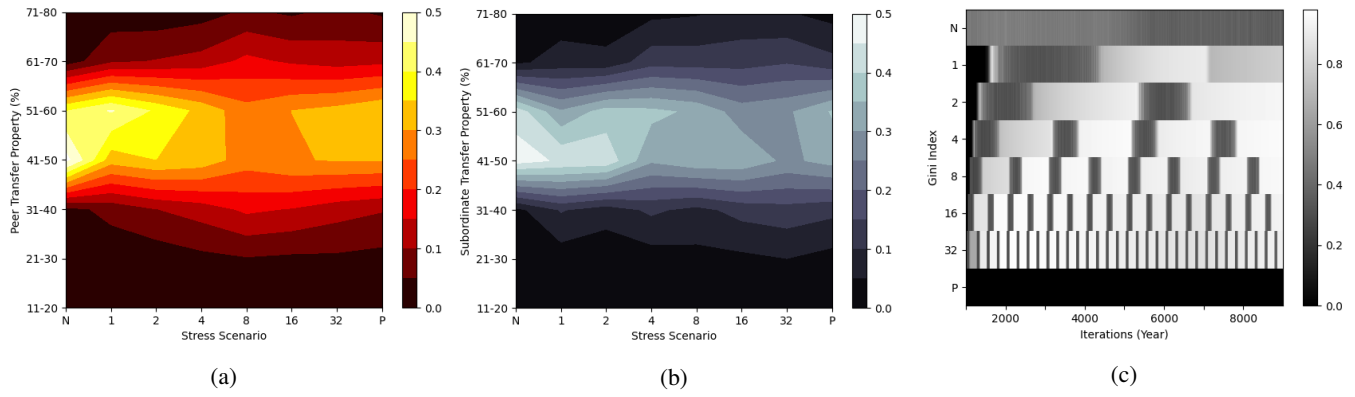 71-80
61-70
51-60
41-50
31-40
21-30
11-20
Peer Transfer Property (%)
N 1 2 4 8 16 32 P
Stress Scenario
0.5
0.4
0.3
0.2
0.1
0.0
(a)
71-80
61-70
51-60
41-50
31-40
21-30
11-20
Subordinate Transfer Property (%)
N 1 2 4 8 16 32 P
Stress Scenario
0.5
0.4
0.3
0.2
0.1
0.0
(b)
N
1
2
4
8
16
32
P
Gini Index
2000 4000 6000 8000
Iterations (Year)
0.8
0.6
0.4
0.2
0.0
(c)